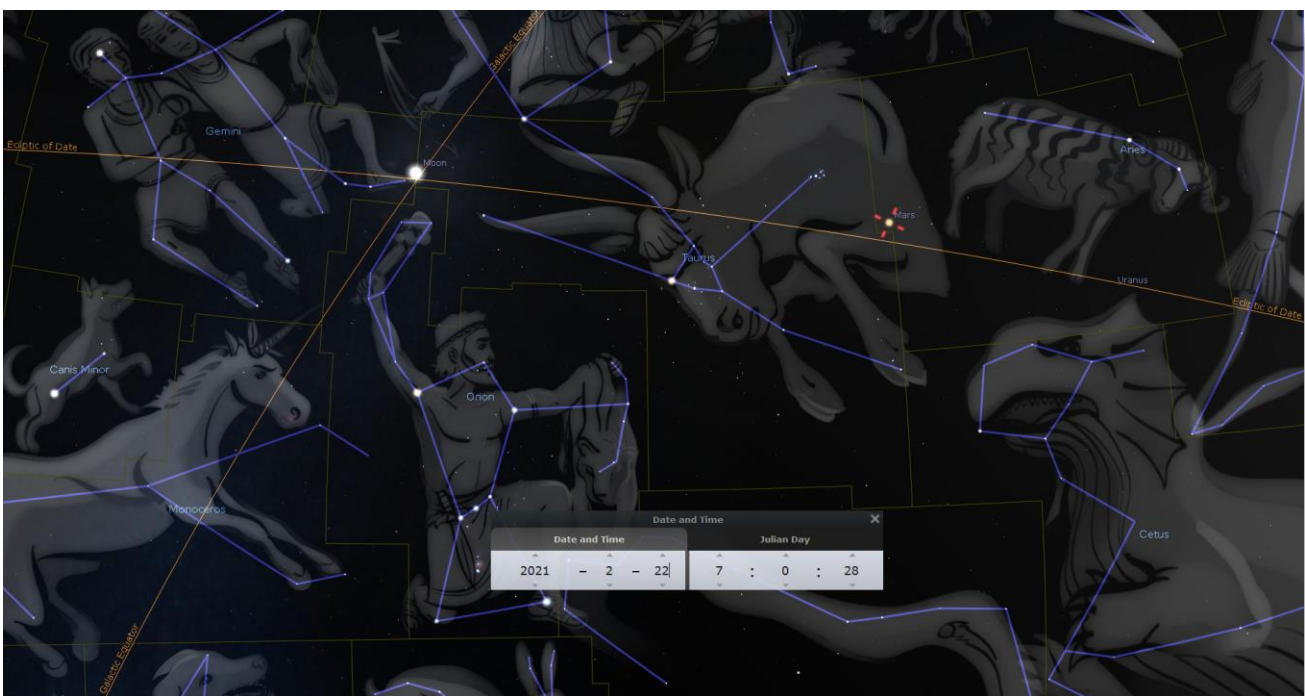 Galactic Equator
Gemini
Ecliptic of Date
Moon
Aries
Mars
Taurus
Uranus
Ecliptic of Date
Canis Minor
Orion
Monoceros
Cetus
Date and Time
Date and Time Julian Day
2021 - 2 - 22 7 : 0 : 28
Galactic Equator